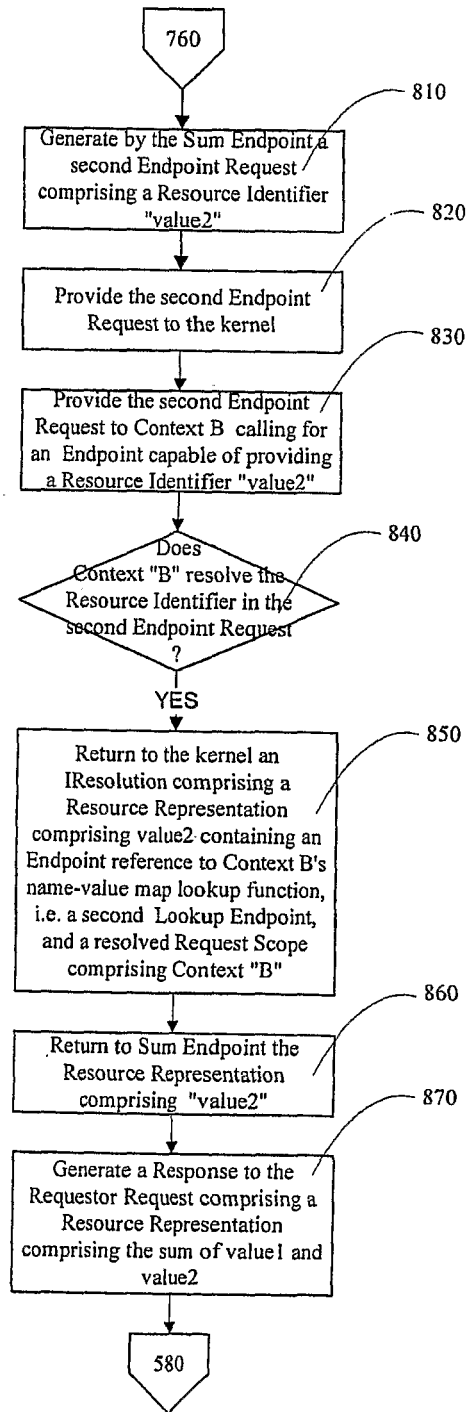 760
810
Generate by the Sum Endpoint a
second Endpoint Request
comprising a Resource Identifier
"value2"
820
Provide the second Endpoint
Request to the kernel
830
Provide the second Endpoint
Request to Context B calling for
an Endpoint capable of providing
a Resource Identifier "value2"
840
Does
Context "B" resolve the
Resource Identifier in the
second Endpoint Request
?
YES
850
Return to the kernel an
IResolution comprising a
Resource Representation
comprising value2 containing an
Endpoint reference to Context B's
name-value map lookup function,
i.e. a second Lookup Endpoint,
and a resolved Request Scope
comprising Context "B"
860
Return to Sum Endpoint the
Resource Representation
comprising "value2"
870
Generate a Response to the
Requestor Request comprising a
Resource Representation
comprising the sum of value1 and
value2
580